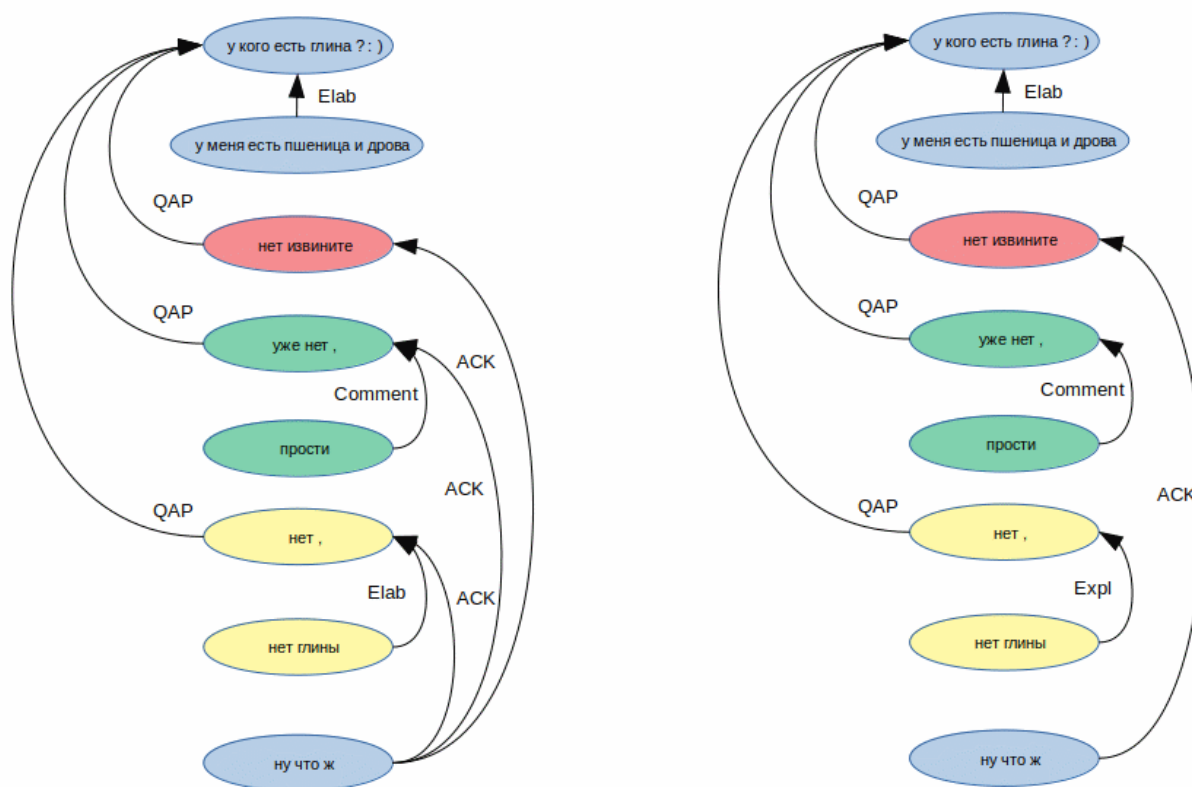 у кого есть глина ? : )
Elab
у меня есть пшеница и дрова
QAP
нет извините
QAP
уже нет ,
ACK
Comment
прости
ACK
QAP
нет ,
Elab
ACK
нет глины
ну что ж
у кого есть глина ? : )
Elab
у меня есть пшеница и дрова
QAP
нет извините
QAP
уже нет ,
Comment
прости
ACK
QAP
нет ,
Expl
нет глины
ну что ж